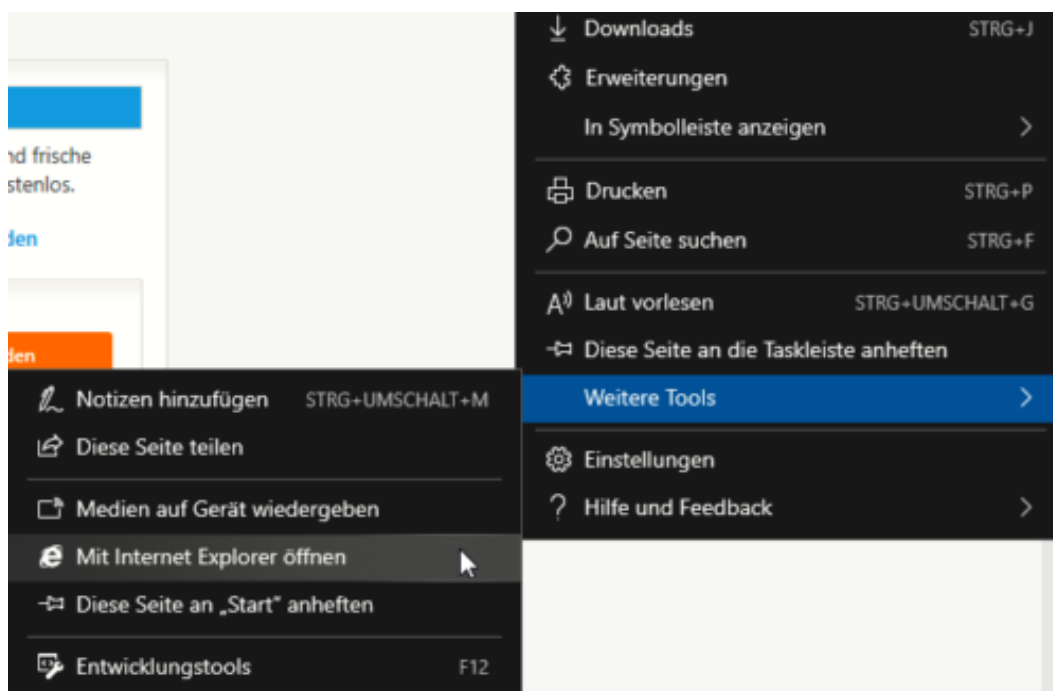 Downloads STRG+J
Erweiterungen
In Symbolleiste anzeigen
Drucken STRG+P
Auf Seite suchen STRG+F
Laut vorlesen STRG+UMSCHALT+G
Diese Seite an die Taskleiste anheften
Weitere Tools
Einstellungen
Hilfe und Feedback
nd frische
stenlos.
den
den
Notizen hinzufügen STRG+UMSCHALT+M
Diese Seite teilen
Medien auf Gerät wiedergeben
Mit Internet Explorer öffnen
Diese Seite an „Start" anheften
Entwicklungstools F12